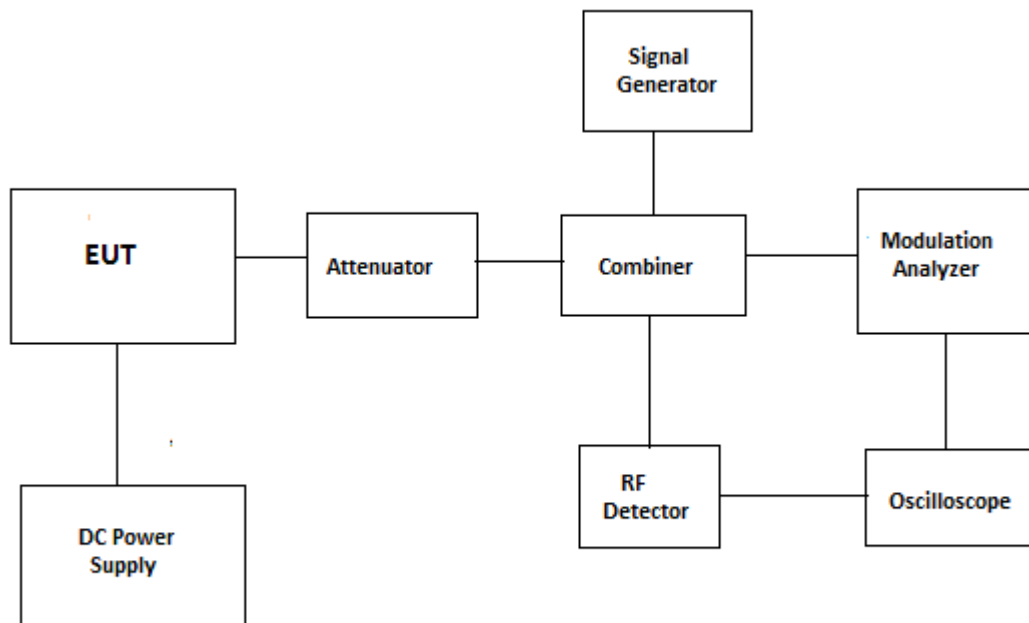 Signal
Generator
EUT
Attenuator
Combiner
Modulation
Analyzer
RF
Detector
Oscilloscope
DC Power
Supply